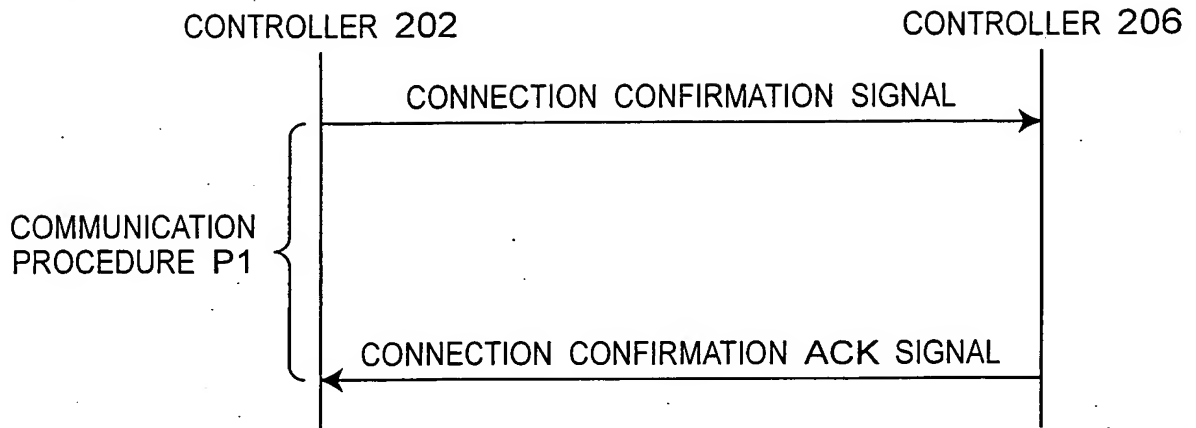 CONTROLLER 202
CONTROLLER 206
CONNECTION CONFIRMATION SIGNAL
COMMUNICATION
PROCEDURE P1
CONNECTION CONFIRMATION ACK SIGNAL